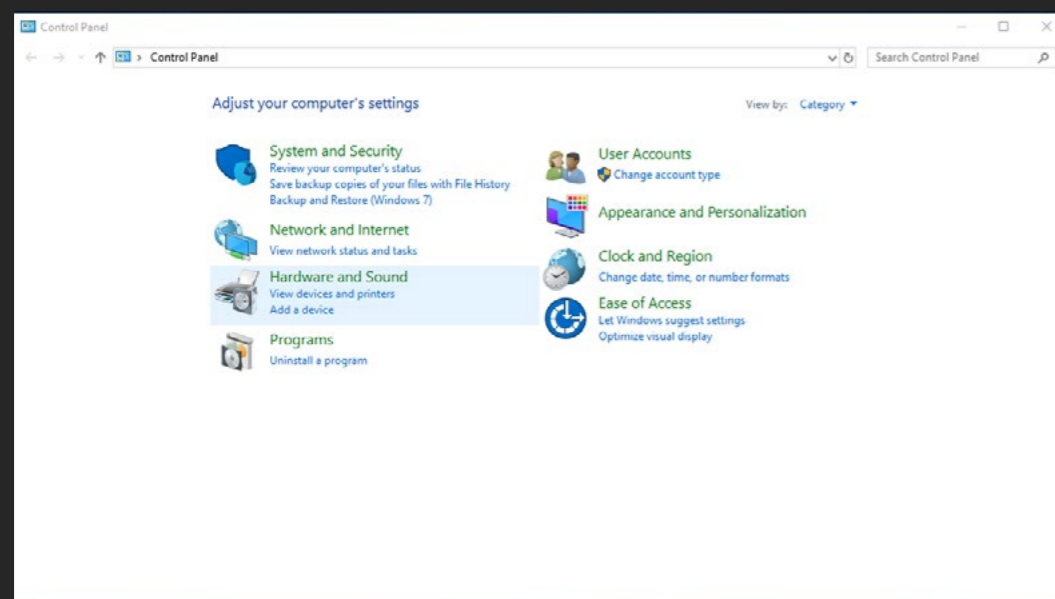 Control Panel
Control Panel
Search Control Panel
Adjust your computer's settings
View by: Category
System and Security
Review your computer's status
Save backup copies of your files with File History
Backup and Restore (Windows 7)
Network and Internet
View network status and tasks
Hardware and Sound
View devices and printers
Add a device
Programs
Uninstall a program
User Accounts
Change account type
Appearance and Personalization
Clock and Region
Change date, time, or number formats
Ease of Access
Let Windows suggest settings
Optimize visual display